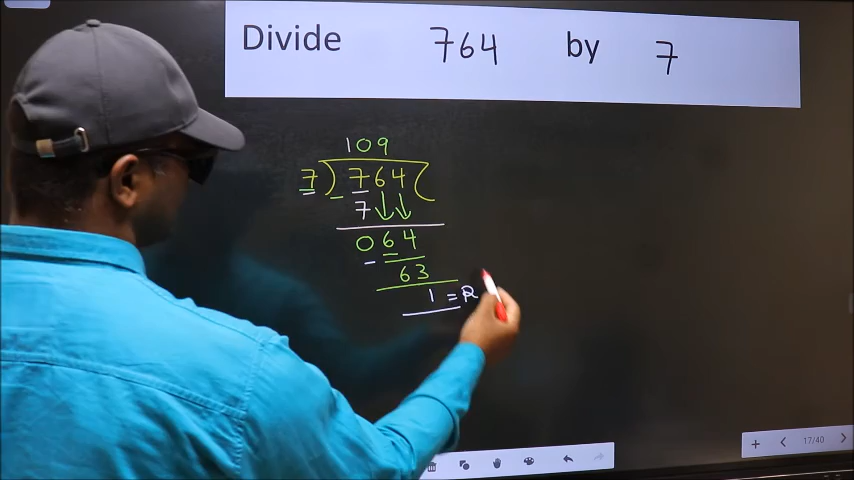 Divide 764 by 7
109
7 ) 764 (
7
064
- 63
1 = R
17/40